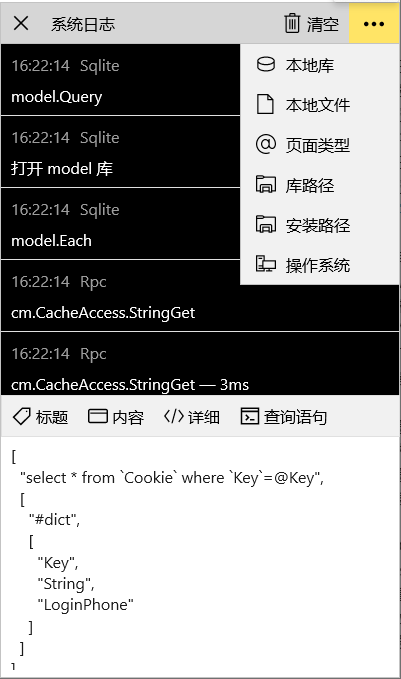 系统日志 清空
16:22:14 Sqlite
model.Query
16:22:14 Sqlite
打开 model 库
16:22:14 Sqlite
model.Each
16:22:14 Rpc
cm.CacheAccess.StringGet
16:22:14 Rpc
cm.CacheAccess.StringGet — 3ms
本地库
本地文件
页面类型
库路径
安装路径
操作系统
标题 内容 详细 查询语句
[
"select * from `Cookie` where `Key`=@Key",
[
"#dict",
[
"Key",
"String",
"LoginPhone"
]
]
]